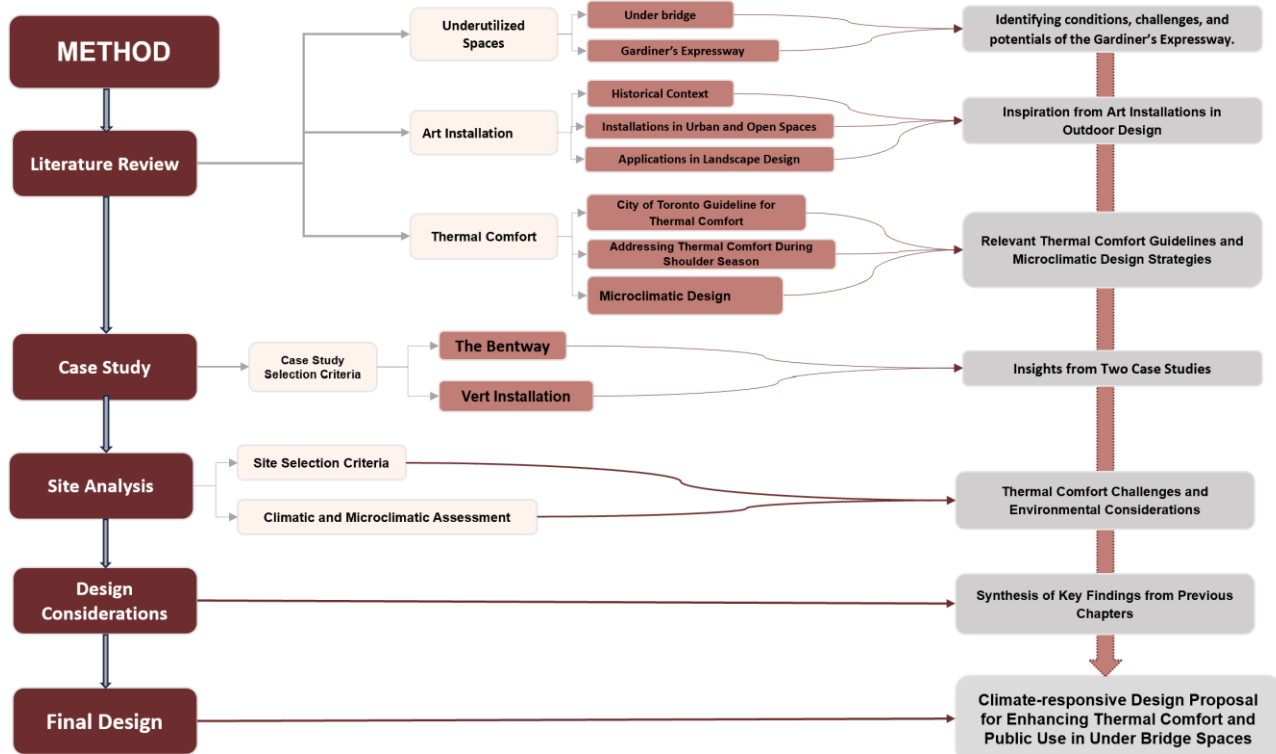 METHOD
Literature Review
Underutilized
Spaces
Under bridge
Gardiner's Expressway
Identifying conditions, challenges, and
potentials of the Gardiner's Expressway.
Art Installation
Historical Context
Installations in Urban and Open Spaces
Applications in Landscape Design
Inspiration from Art Installations in
Outdoor Design
Thermal Comfort
City of Toronto Guideline for
Thermal Comfort
Addressing Thermal Comfort During
Shoulder Season
Microclimatic Design
Relevant Thermal Comfort Guidelines and
Microclimatic Design Strategies
Case Study
Case Study
Selection Criteria
The Bentway
Vert Installation
Insights from Two Case Studies
Site Analysis
Site Selection Criteria
Climatic and Microclimatic Assessment
Thermal Comfort Challenges and
Environmental Considerations
Design
Considerations
Synthesis of Key Findings from Previous
Chapters
Final Design
Climate-responsive Design Proposal
for Enhancing Thermal Comfort and
Public Use in Under Bridge Spaces